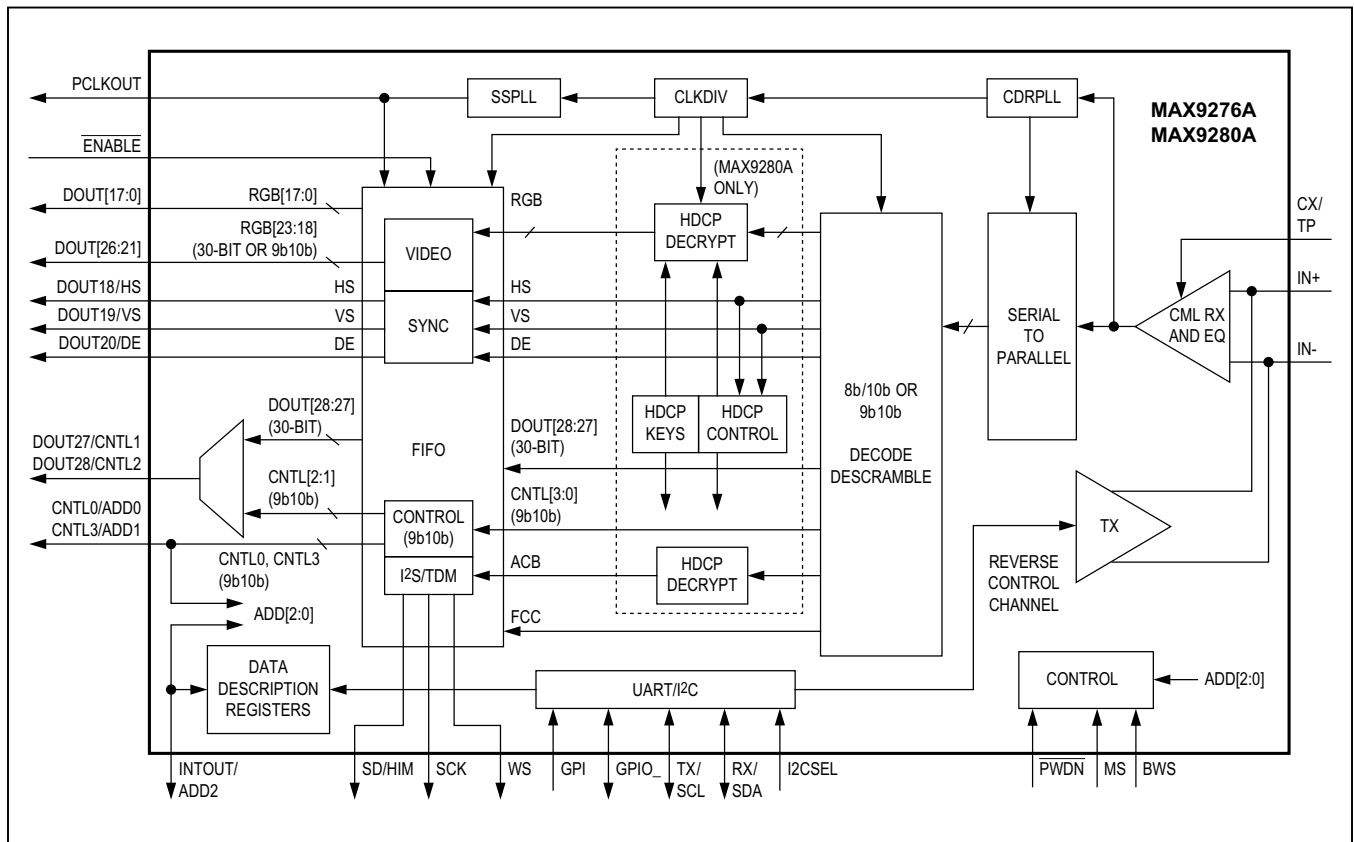 PCLKOUT
SSPLL
CLKDIV
CDRPLL
MAX9276A
MAX9280A
ENABLE
(MAX9280A
ONLY)
DOUT[17:0]
RGB[17:0]
RGB
CX/
TP
HDCP
DECRYPT
RGB[23:18]
(30-BIT OR 9b10b)
DOUT[26:21]
VIDEO
IN+
DOUT18/HS
HS
HS
DOUT19/VS
VS
SYNC
VS
DOUT20/DE
DE
DE
SERIAL
TO
PARALLEL
CML RX
AND EQ
IN-
8b/10b OR
9b10b
DECODE
DESCRAMBLE
DOUT[28:27]
(30-BIT)
HDCP
KEYS
HDCP
CONTROL
DOUT27/CNTL1
DOUT28/CNTL2
FIFO
DOUT[28:27]
(30-BIT)
CNTL[2:1]
(9b10b)
CNTL[3:0]
(9b10b)
CONTROL
(9b10b)
CNTL0/ADD0
CNTL3/ADD1
TX
CNTL0, CNTL3
(9b10b)
I2S/TDM
ACB
HDCP
DECRYPT
REVERSE
CONTROL
CHANNEL
ADD[2:0]
FCC
DATA
DESCRIPTION
REGISTERS
UART/I2C
CONTROL
ADD[2:0]
INTOUT/
ADD2
SD/HIM
SCK
WS
GPI
GPIO_
TX/
SCL
RX/
SDA
I2CSEL
PWDN
MS
BWS